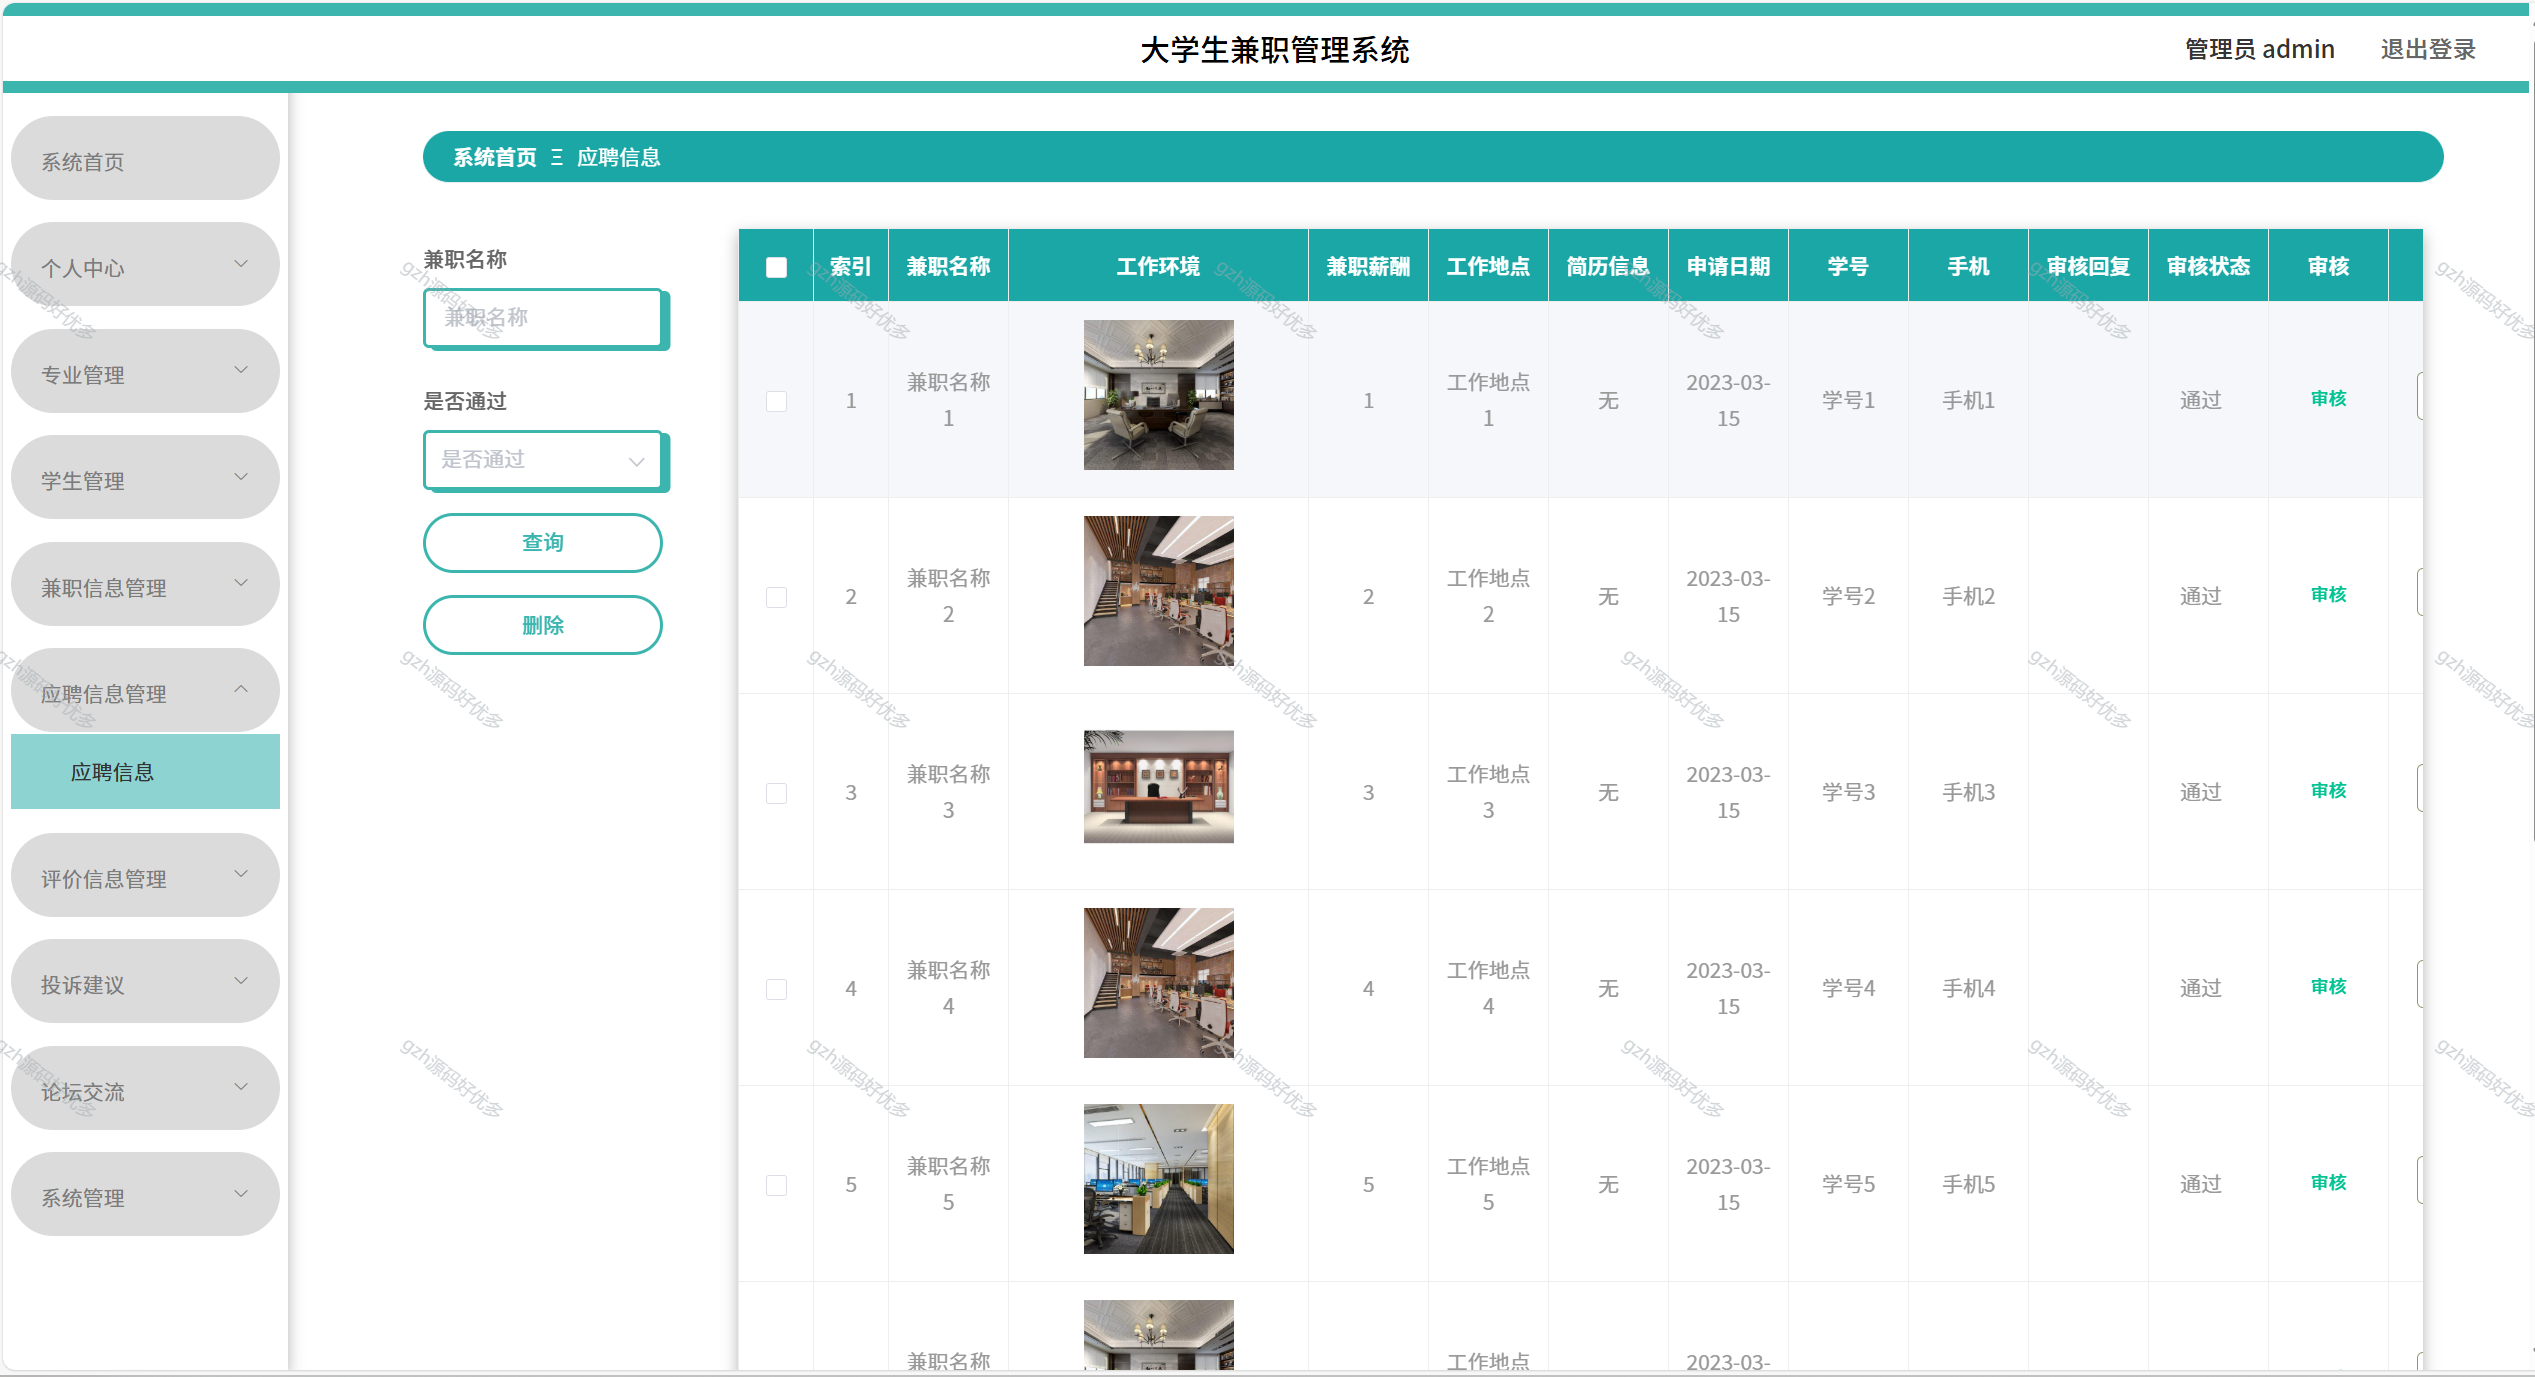 大学生兼职管理系统
管理员 admin
退出登录
系统首页
个人中心
专业管理
学生管理
兼职信息管理
应聘信息管理
应聘信息
评价信息管理
投诉建议
论坛交流
系统管理
系统首页 Ξ 应聘信息
兼职名称
兼职名称
是否通过
是否通过
查询
删除
索引 兼职名称 工作环境 兼职薪酬 工作地点 简历信息 申请日期 学号 手机 审核回复 审核状态 审核
1 兼职名称1 1 工作地点1 无 2023-03-15 学号1 手机1 通过 审核
2 兼职名称2 2 工作地点2 无 2023-03-15 学号2 手机2 通过 审核
3 兼职名称3 3 工作地点3 无 2023-03-15 学号3 手机3 通过 审核
4 兼职名称4 4 工作地点4 无 2023-03-15 学号4 手机4 通过 审核
5 兼职名称5 5 工作地点5 无 2023-03-15 学号5 手机5 通过 审核
兼职名称 工作地点 2023-03-
gzh源码好优多